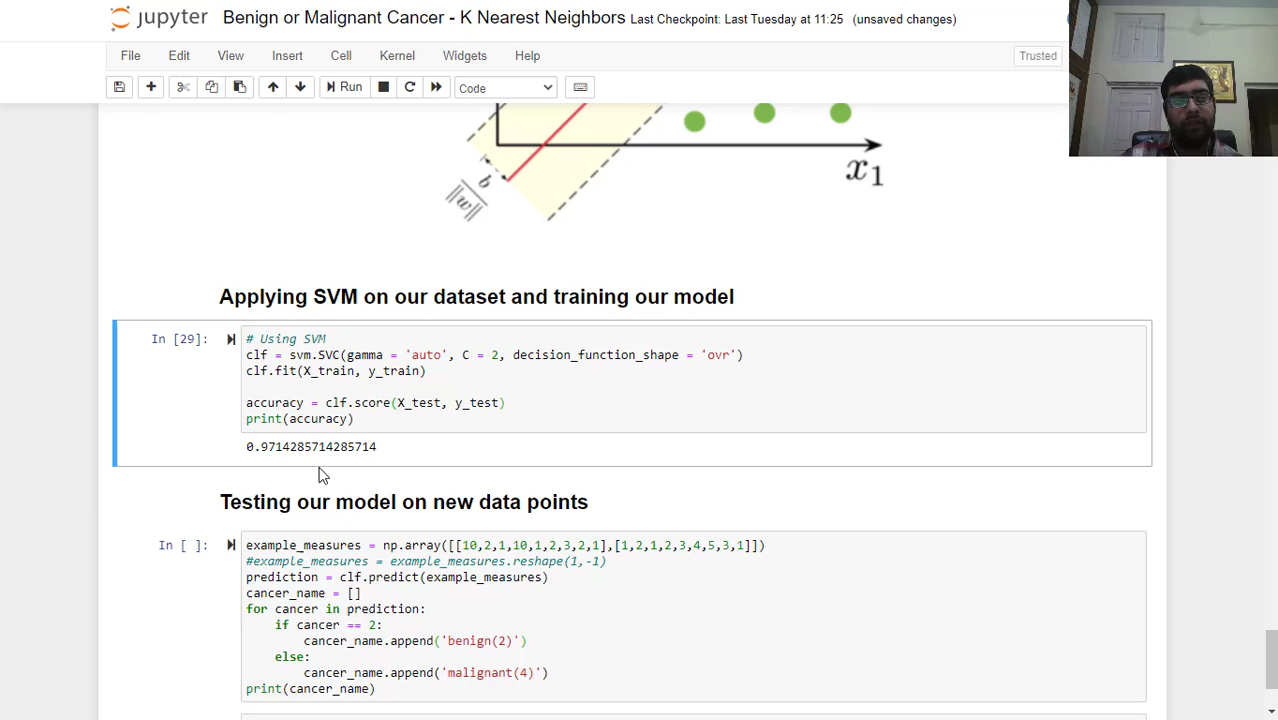 jupyter Benign or Malignant Cancer - K Nearest Neighbors Last Checkpoint: Last Tuesday at 11:25 (unsaved changes)
File Edit View Insert Cell Kernel Widgets Help Trusted
Run Code
x1
b
||w||
Applying SVM on our dataset and training our model
In [29]: # Using SVM
clf = svm.SVC(gamma = 'auto', C = 2, decision_function_shape = 'ovr')
clf.fit(X_train, y_train)
accuracy = clf.score(X_test, y_test)
print(accuracy)
0.9714285714285714
Testing our model on new data points
In [ ]: example_measures = np.array([[10,2,1,10,1,2,3,2,1],[1,2,1,2,3,4,5,3,1]])
#example_measures = example_measures.reshape(1,-1)
prediction = clf.predict(example_measures)
cancer_name = []
for cancer in prediction:
if cancer == 2:
cancer_name.append('benign(2)')
else:
cancer_name.append('malignant(4)')
print(cancer_name)